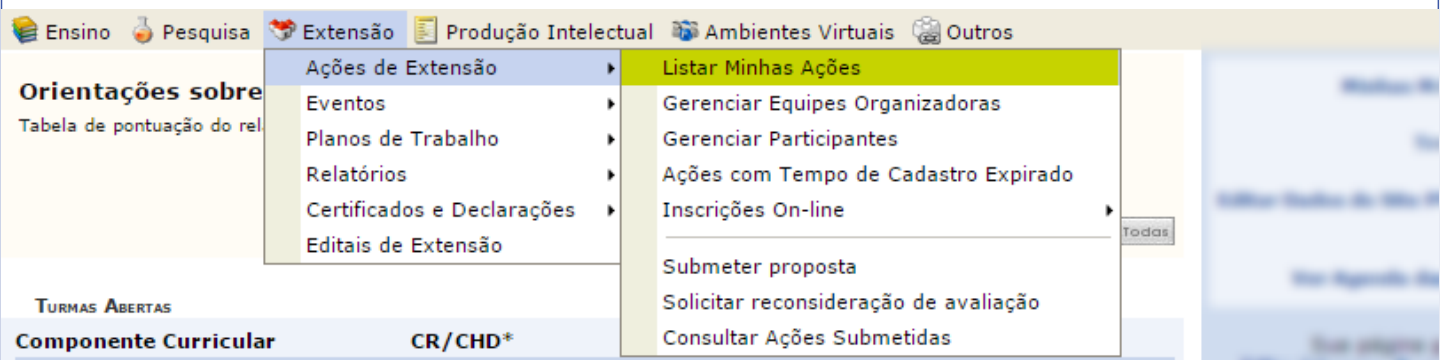 Ensino Pesquisa Extensão Produção Intelectual Ambientes Virtuais Outros
Ações de Extensão
Eventos
Planos de Trabalho
Relatórios
Certificados e Declarações
Editais de Extensão
Listar Minhas Ações
Gerenciar Equipes Organizadoras
Gerenciar Participantes
Ações com Tempo de Cadastro Expirado
Inscrições On-line
Submeter proposta
Solicitar reconsideração de avaliação
Consultar Ações Submetidas
Orientações sobre
Tabela de pontuação do rel
Todas
Turmas Abertas
Componente Curricular CR/CHD*